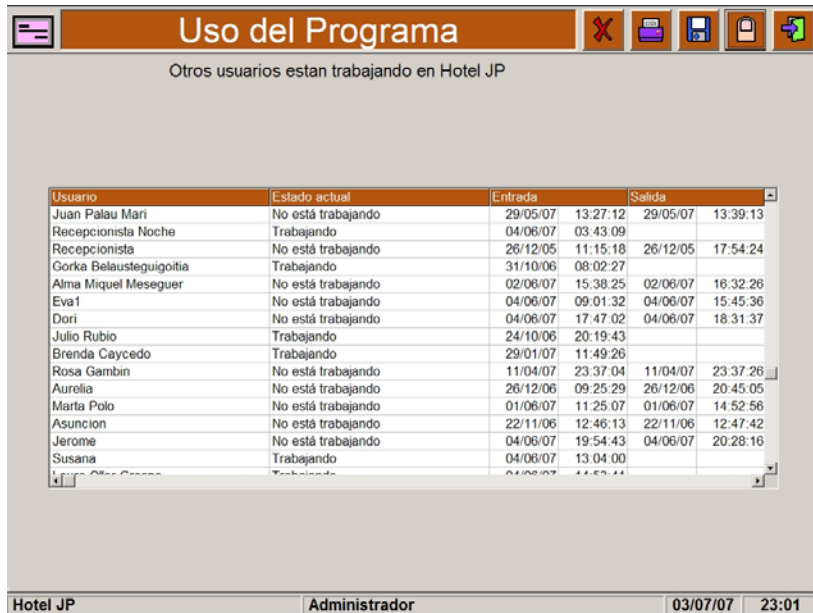 Uso del Programa
Otros usuarios estan trabajando en Hotel JP
Usuario Estado actual Entrada Salida
Juan Palau Mari No está trabajando 29/05/07 13:27:12 29/05/07 13:39:13
Recepcionista Noche Trabajando 04/06/07 03:43:09
Recepcionista No está trabajando 26/12/05 11:15:18 26/12/05 17:54:24
Gorka Belausteguigoitia Trabajando 31/10/06 08:02:27
Alma Miquel Meseguer No está trabajando 02/06/07 15:38:25 02/06/07 16:32:26
Eva1 No está trabajando 04/06/07 09:01:32 04/06/07 15:45:36
Dori No está trabajando 04/06/07 17:47:02 04/06/07 18:31:37
Julio Rubio Trabajando 24/10/06 20:19:43
Brenda Caycedo Trabajando 29/01/07 11:49:26
Rosa Gambin No está trabajando 11/04/07 23:37:04 11/04/07 23:37:26
Aurelia No está trabajando 26/12/06 09:25:29 26/12/06 20:45:05
Marta Polo No está trabajando 01/06/07 11:25:07 01/06/07 14:52:56
Asuncion No está trabajando 22/11/06 12:46:13 22/11/06 12:47:42
Jerome No está trabajando 04/06/07 19:54:43 04/06/07 20:28:16
Susana Trabajando 04/06/07 13:04:00
Trabajando 04/06/07
Hotel JP Administrador 03/07/07 23:01